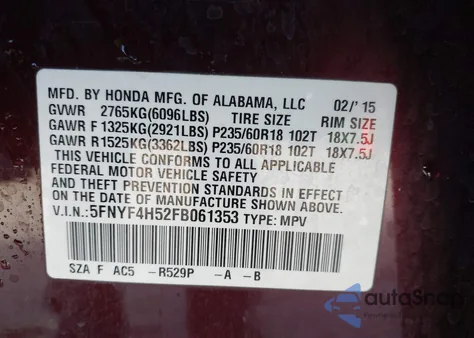 MFD. BY HONDA MFG. OF ALABAMA, LLC 02/'15
GVWR 2765KG(6096LBS) TIRE SIZE RIM SIZE
GAWR F 1325KG(2921LBS) P235/60R18 102T 18X7.5J
GAWR R1525KG(3362LBS) P235/60R18 102T 18X7.5J
THIS VEHICLE CONFORMS TO ALL APPLICABLE
FEDERAL MOTOR VEHICLE SAFETY
AND THEFT PREVENTION STANDARDS IN EFFECT
ON THE DATE OF MANUFACTURE SHOWN ABOVE.
V.I.N.:5FNYF4H52FB061353 TYPE: MPV
SZA F AC5 -R529P -A -B